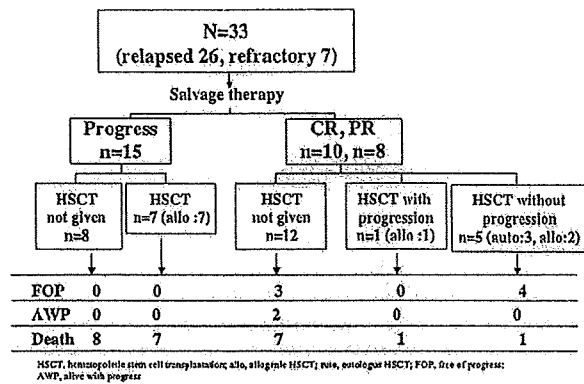 N=33
(relapsed 26, refractory 7)
Salvage therapy
Progress
n=15
CR, PR
n=10, n=8
HSCT
not given
n=8
HSCT
n=7 (allo :7)
HSCT
not given
n=12
HSCT with
progression
n=1 (allo :1)
HSCT without
progression
n=5 (auto:3, allo:2)
FOP 0 0 3 0 4
AWP 0 0 2 0 0
Death 8 7 7 1 1
HSCT, hematopoietic stem cell transplantation; allo, allogenic HSCT; auto, autologus HSCT; FOP, free of progress;
AWP, alive with progress